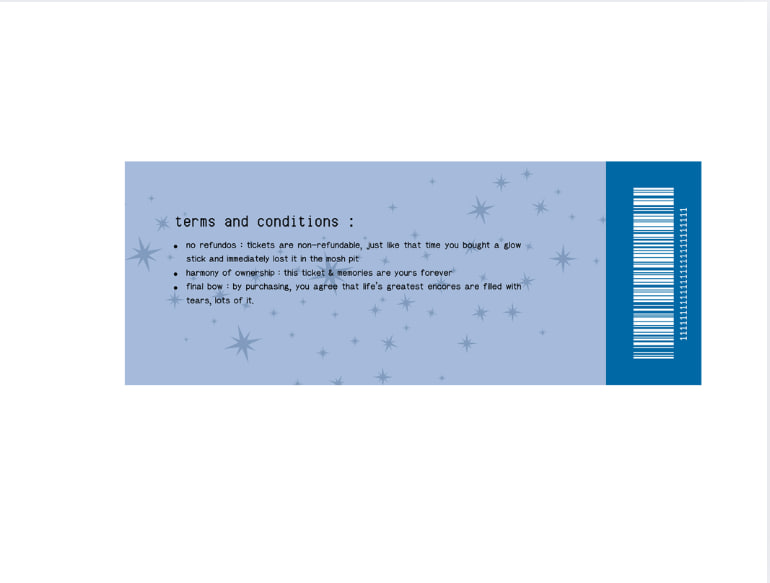 terms and conditions :
• no refundos : tickets are non-refundable, just like that time you bought a glow
stick and immediately lost it in the mosh pit
• harmony of ownership : this ticket & memories are yours forever
• final bow : by purchasing, you agree that life's greatest encores are filled with
tears, lots of it.